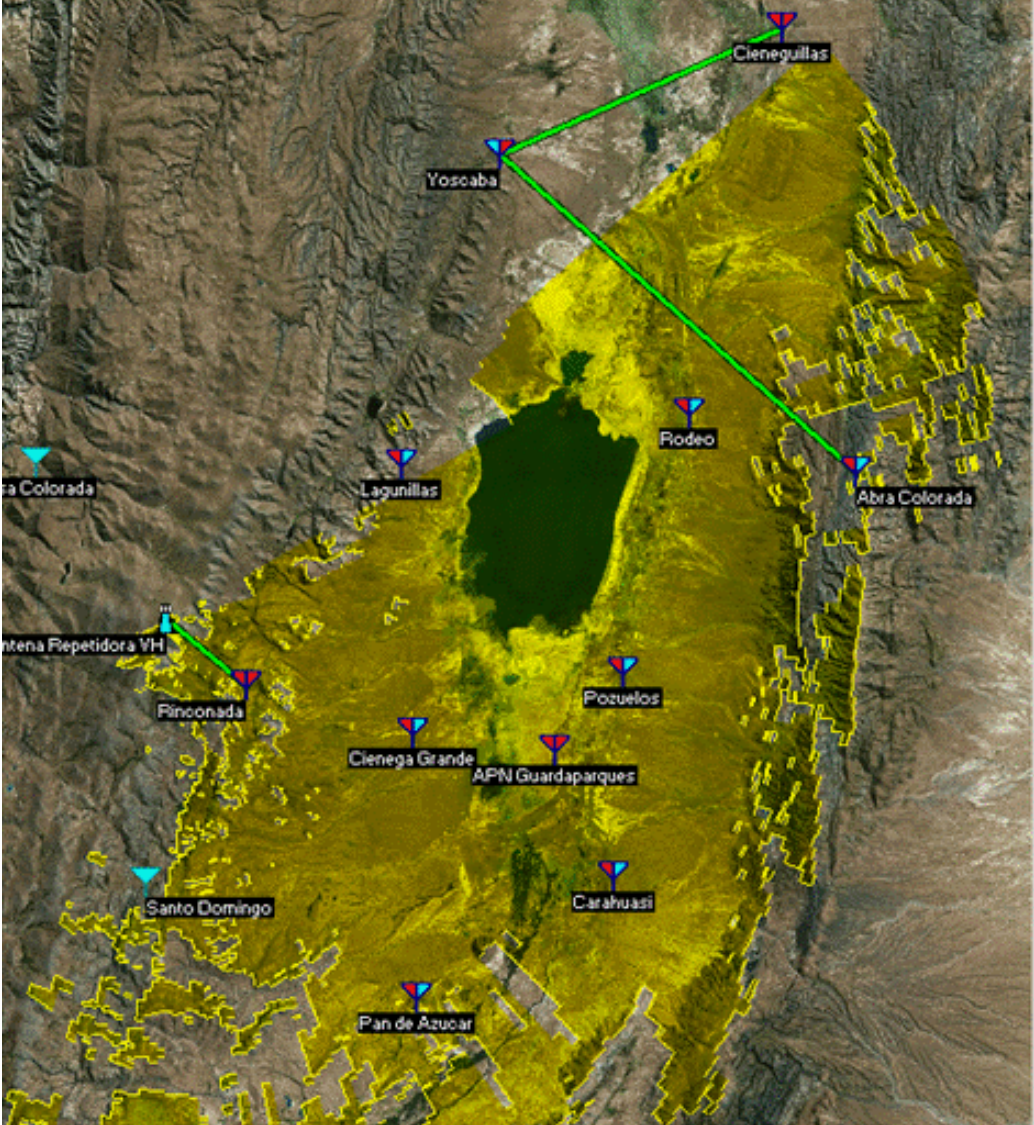 Cieneguillas
Yoscaba
Rodeo
Lagunillas
sa Colorada
Abra Colorada
ntena Repetidora VH
Pozuelos
Rinconada
Cienega Grande
APN Guardaparques
Carahuasi
Santo Domingo
Pan de Azucar